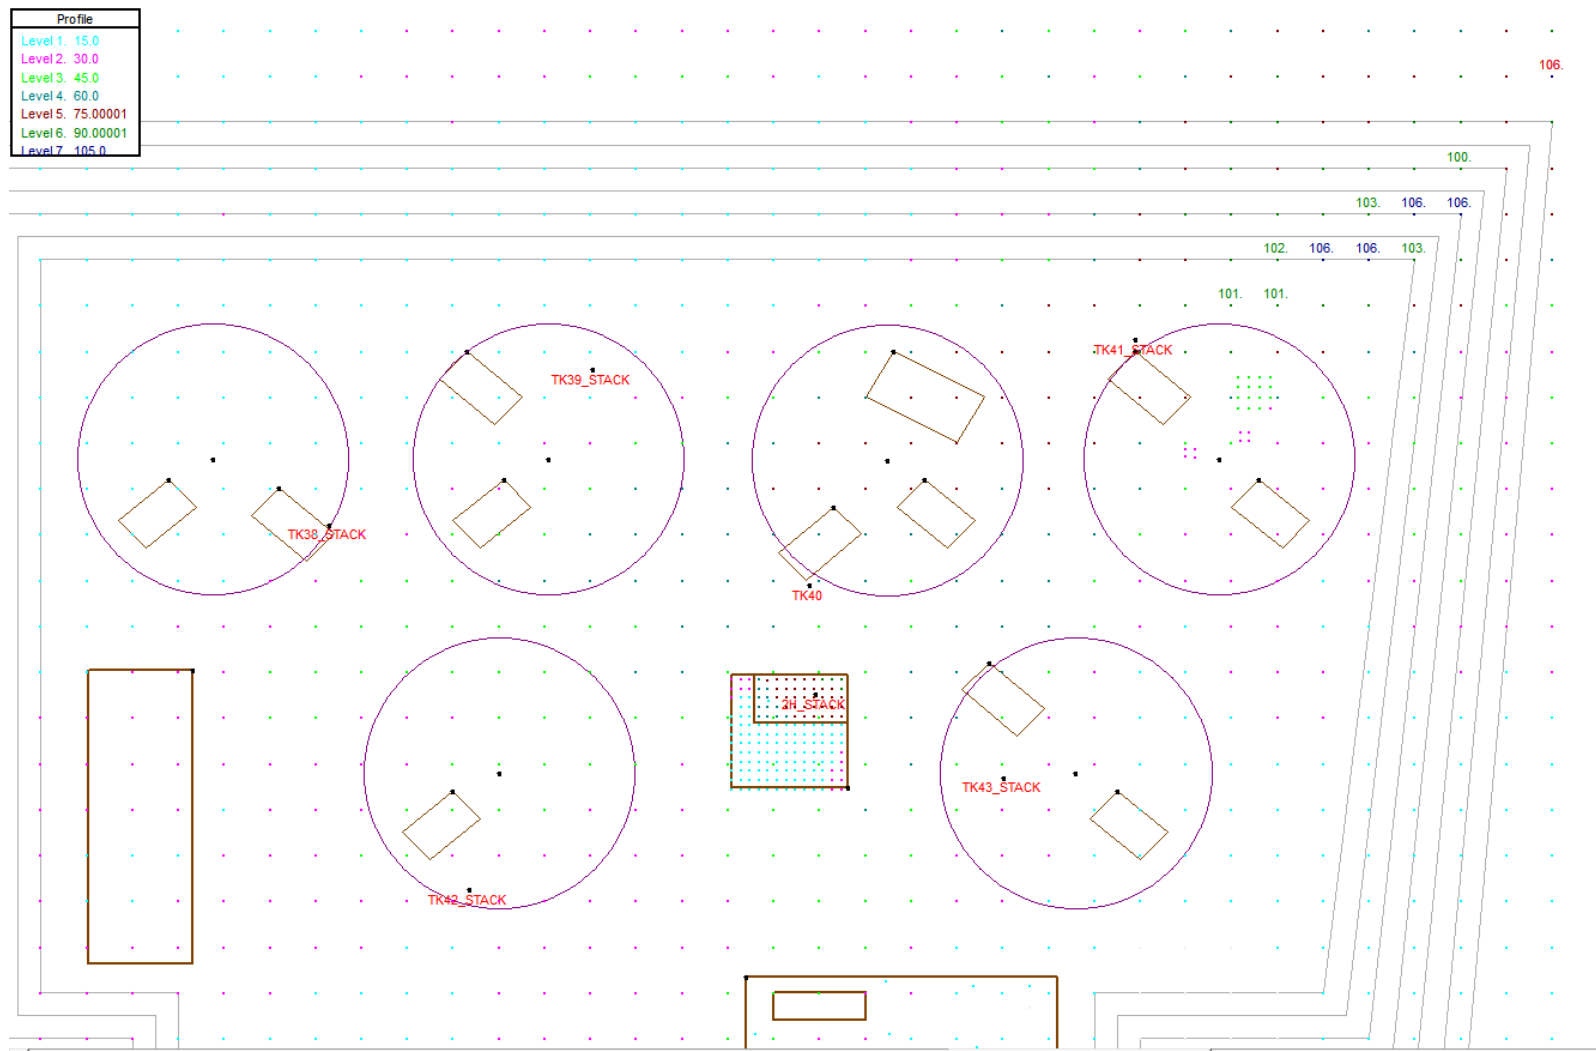 Profile
Level 1. 15.0
Level 2. 30.0
Level 3. 45.0
Level 4. 60.0
Level 5. 75.00001
Level 6. 90.00001
Level 7. 105.0
106.
100.
103. 106. 106.
102. 106. 106. 103.
101. 101.
TK41_STACK
TK39_STACK
TK38_STACK
TK40
2H_STACK
TK43_STACK
TK42_STACK